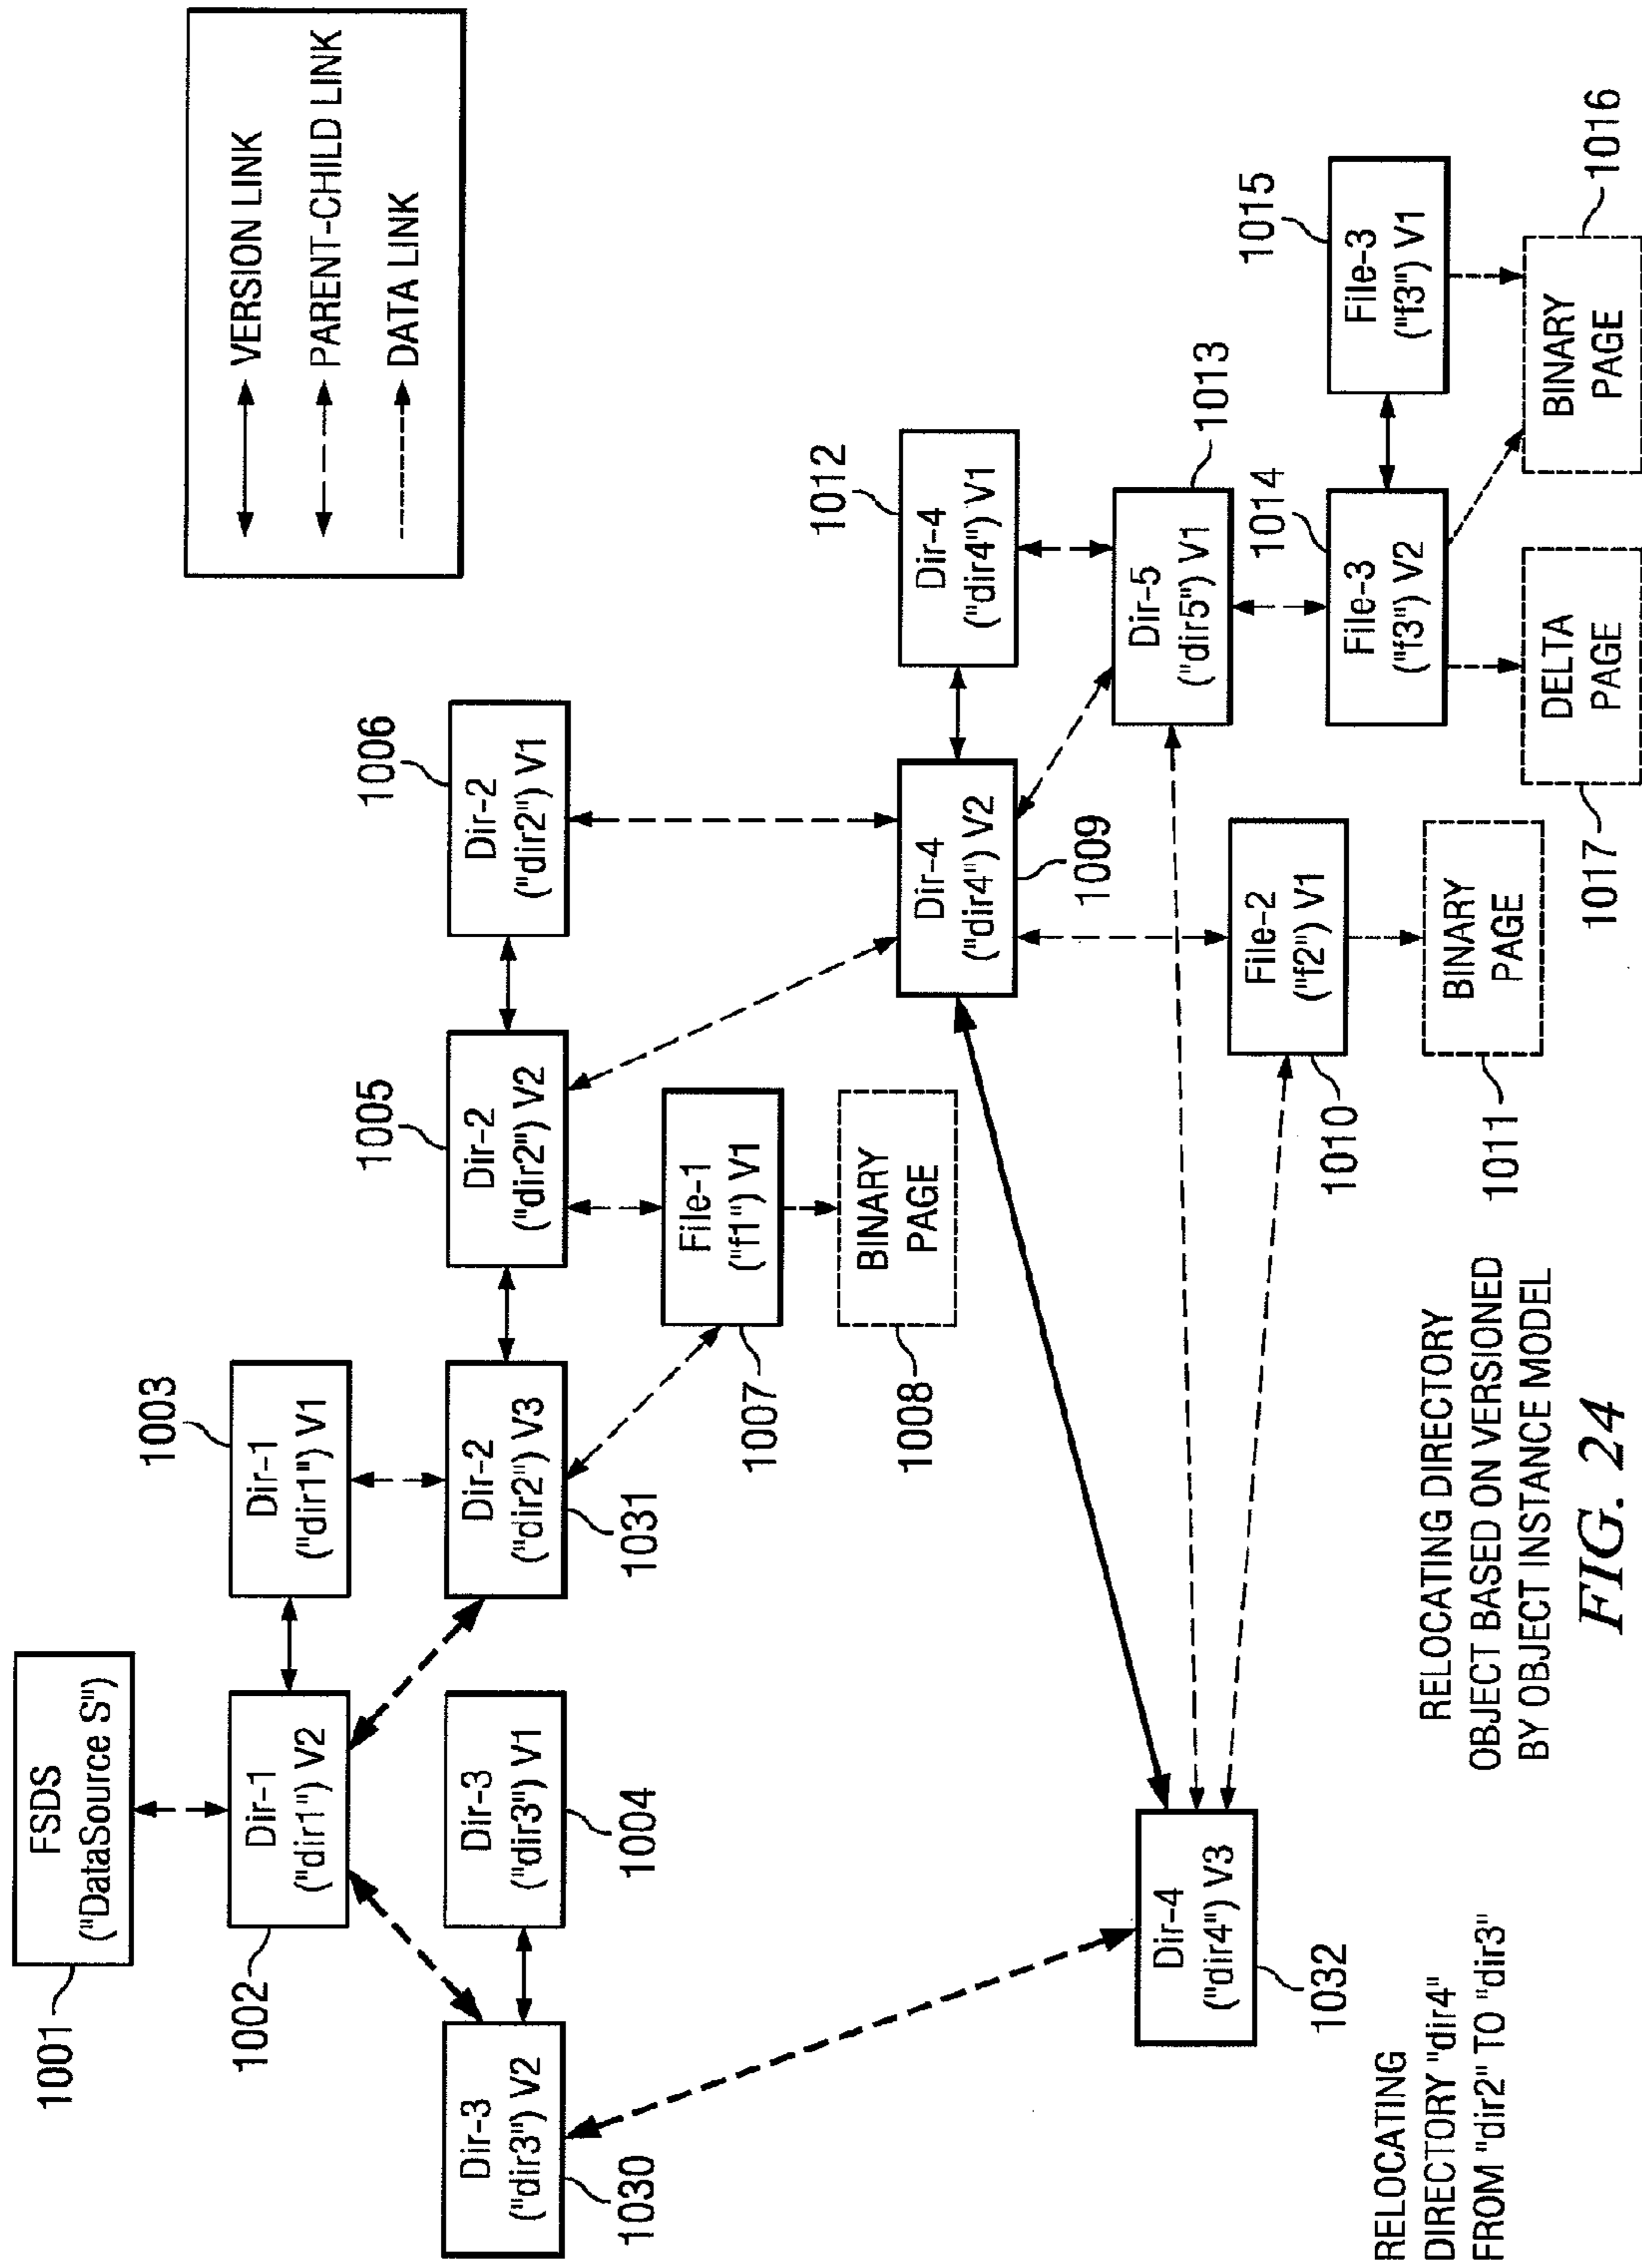 1001
FSDS
("DataSource S")
VERSION LINK
PARENT-CHILD LINK
DATA LINK
1002
Dir-1
("dir1") V2
1003
Dir-1
("dir1") V1
1030
Dir-3
("dir3") V2
1004
Dir-3
("dir3") V1
1031
Dir-2
("dir2") V3
1005
Dir-2
("dir2") V2
1006
Dir-2
("dir2") V1
1007
File-1
("f1") V1
1008
BINARY
PAGE
1009
Dir-4
("dir4") V2
1012
Dir-4
("dir4") V1
1032
Dir-4
("dir4") V3
1013
Dir-5
("dir5") V1
1010
File-2
("f2") V1
1014
File-3
("f3") V2
1015
File-3
("f3") V1
1011
BINARY
PAGE
1017
DELTA
PAGE
1016
BINARY
PAGE
RELOCATING
DIRECTORY "dir4"
FROM "dir2" TO "dir3"
RELOCATING DIRECTORY
OBJECT BASED ON VERSIONED
BY OBJECT INSTANCE MODEL
FIG. 24